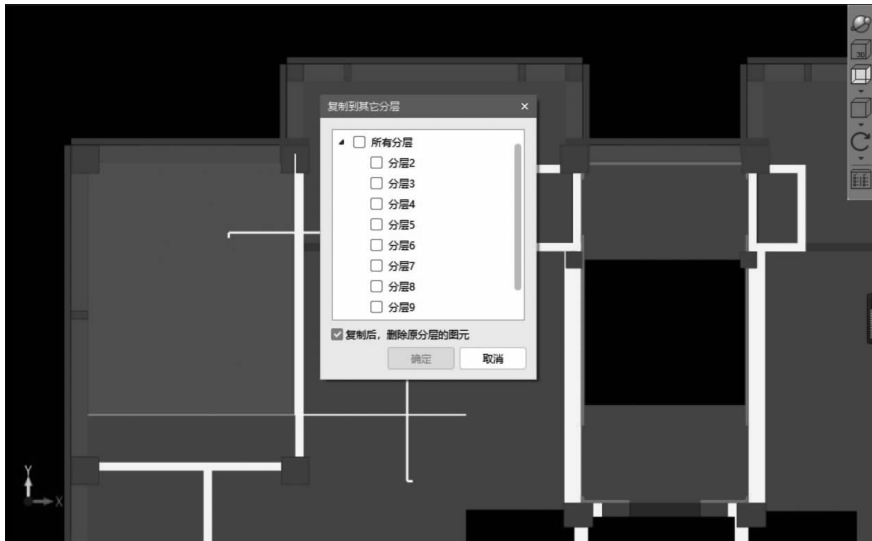 复制到其它分层
×
所有分层
分层2
分层3
分层4
分层5
分层6
分层7
分层8
分层9
复制后，删除原分层的图元
确定 取消
3D
Y
X